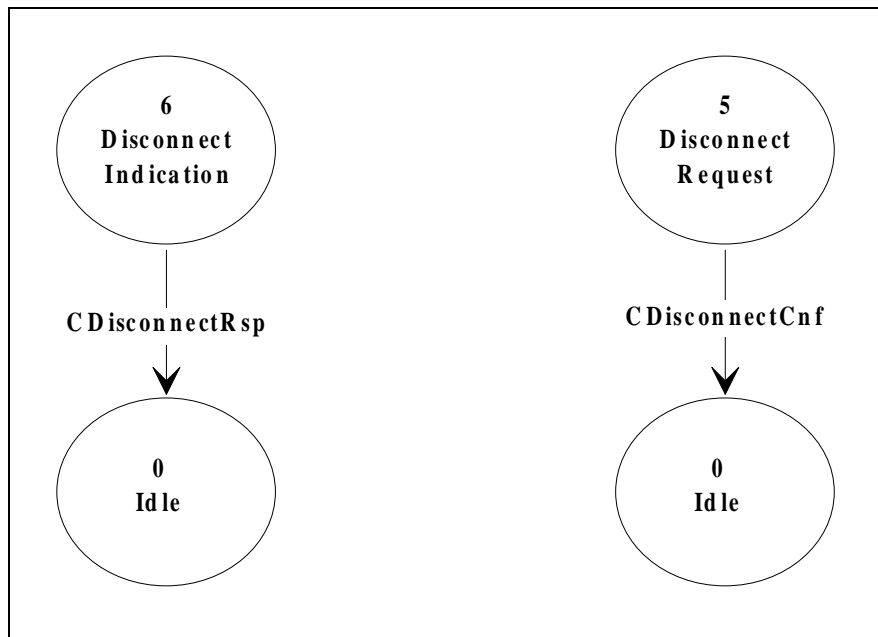 6
Disconnect
Indication
5
Disconnect
Request
CDisconnectRsp
CDisconnectCnf
0
Idle
0
Idle